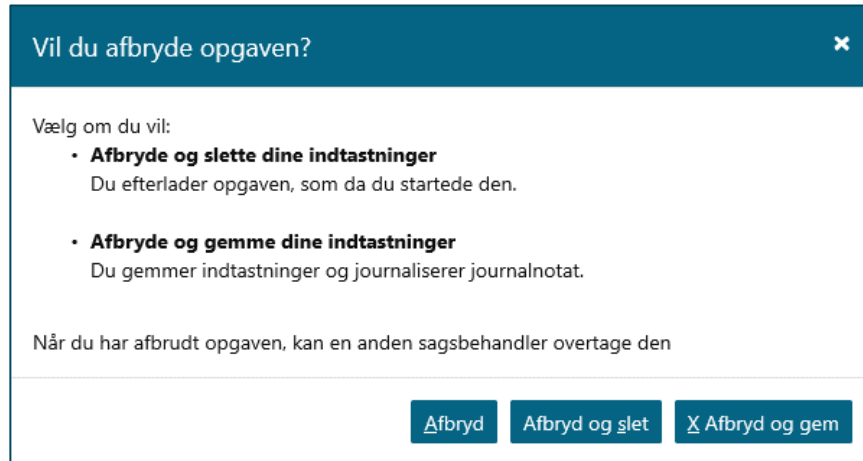 Vil du afbryde opgaven?
Vælg om du vil:
• Afbryde og slette dine indtastninger
Du efterlader opgaven, som da du startede den.
• Afbryde og gemme dine indtastninger
Du gemmer indtastninger og journaliserer journalnotat.
Når du har afbrudt opgaven, kan en anden sagsbehandler overtage den
Afbryd Afbryd og slet X Afbryd og gem